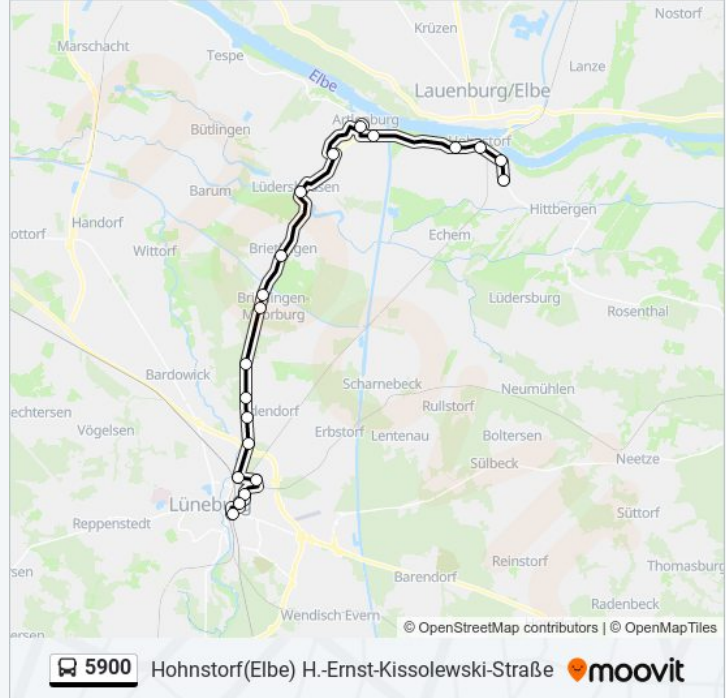 Nostorf
Krüzen
Marschacht
Tespe
Lanze
Elbe
Lauenburg/Elbe
Bütlingen
Barum
Hittbergen
Handorf
Echem
Wittorf
ottorf
Lüdersburg
Rosenthal
Bardowick
Scharnebeck
Neumühlen
Rullstorf
echtersen
Vögelsen
Erbstorf
Lentenau
Boltersen
Neetze
Sülbeck
Reppenstedt
Süttorf
Reinstorf
Thomasburg
sen
Barendorf
Radenbeck
Wendisch Evern
ersen
© OpenStreetMap contributors | © OpenMapTiles
5900 Hohnstorf(Elbe) H.-Ernst-Kissolewski-Straße moovit